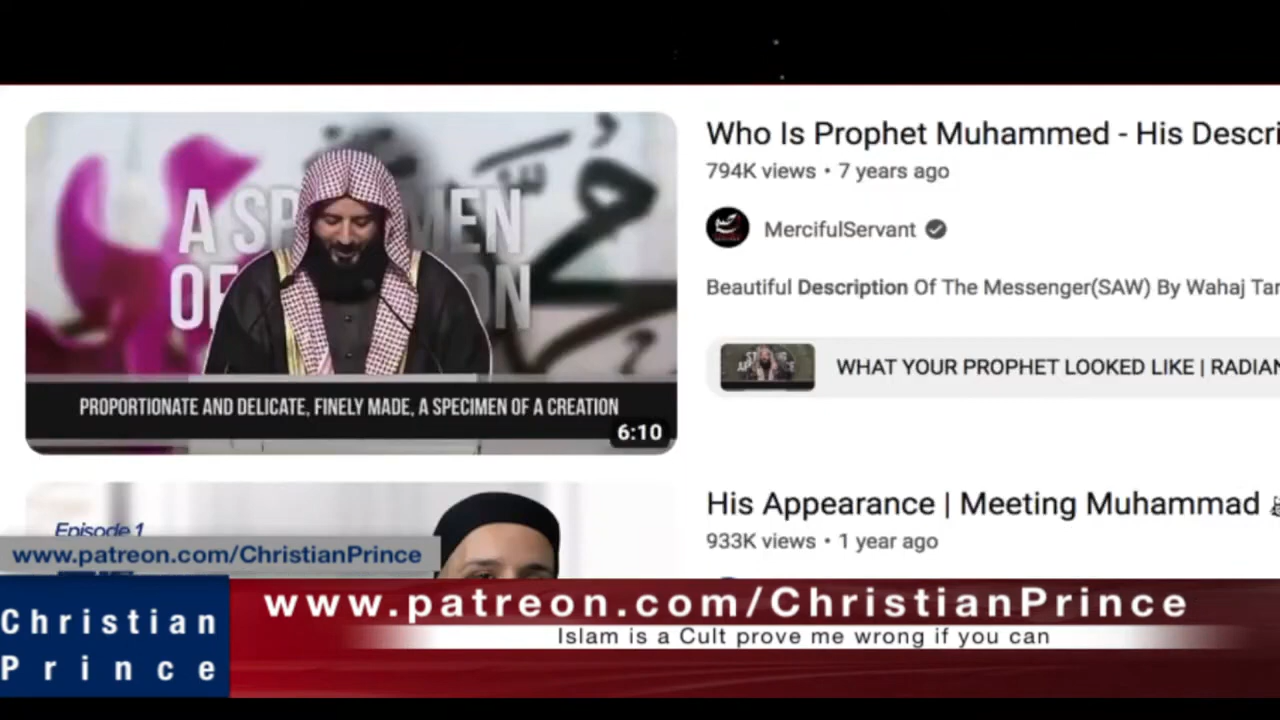 A SP MEN
OF ON
محمد
PROPORTIONATE AND DELICATE, FINELY MADE, A SPECIMEN OF A CREATION
6:10
Who Is Prophet Muhammed - His Descri
794K views • 7 years ago
MercifulServant
Beautiful Description Of The Messenger(SAW) By Wahaj Tar
WHAT YOUR PROPHET LOOKED LIKE | RADIAN
His Appearance | Meeting Muhammad
933K views • 1 year ago
Episode 1
www.patreon.com/ChristianPrince
Christian
Prince
www.patreon.com/ChristianPrince
Islam is a Cult prove me wrong if you can